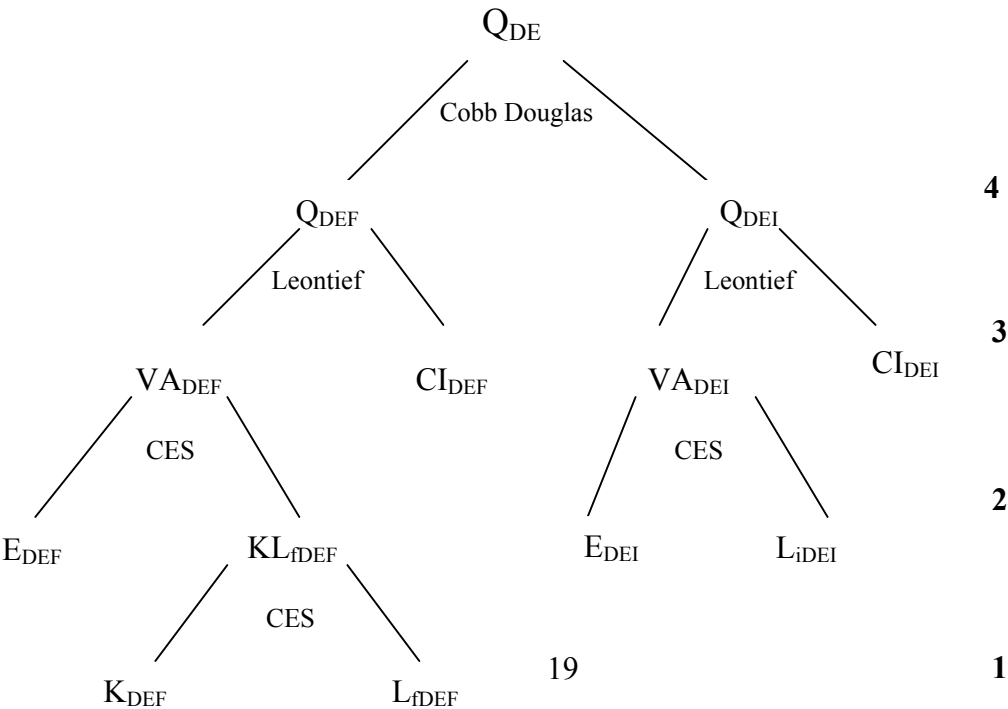 Q_DE
Cobb Douglas
4
Q_DEF Q_DEI
Leontief Leontief
3
VA_DEF CI_DEF VA_DEI CI_DEI
CES CES
2
E_DEF KL_fDEF E_DEI L_iDEI
CES
19 1
K_DEF L_fDEF